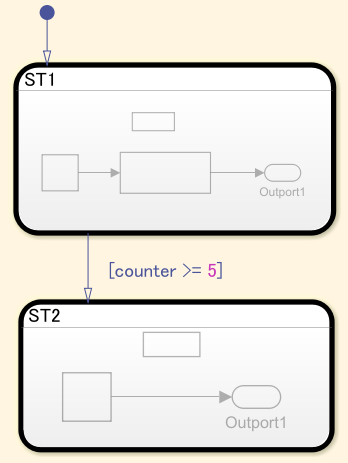 ST1
Outport1
[counter >= 5]
ST2
Outport1